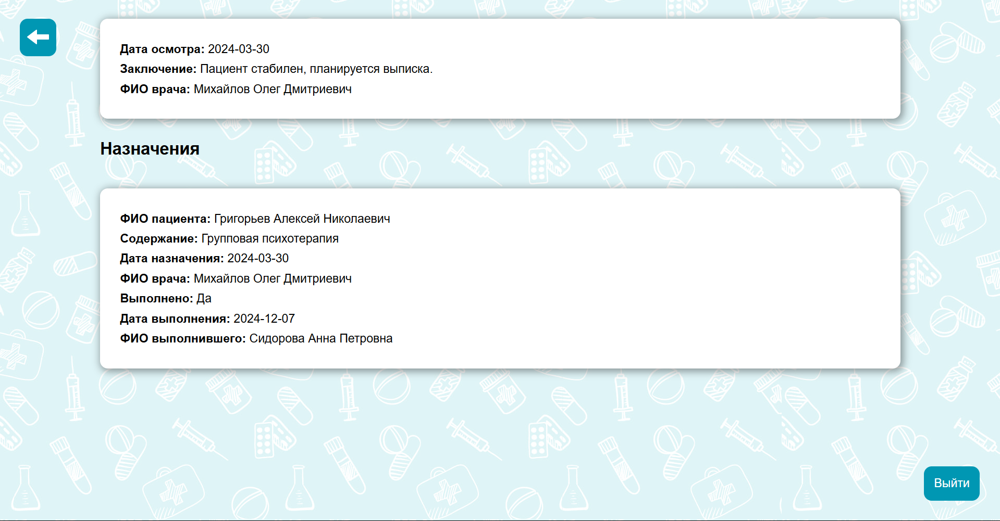 Дата осмотра: 2024-03-30
Заключение: Пациент стабилен, планируется выписка.
ФИО врача: Михайлов Олег Дмитриевич
Назначения
ФИО пациента: Григорьев Алексей Николаевич
Содержание: Групповая психотерапия
Дата назначения: 2024-03-30
ФИО врача: Михайлов Олег Дмитриевич
Выполнено: Да
Дата выполнения: 2024-12-07
ФИО выполнившего: Сидорова Анна Петровна
Выйти